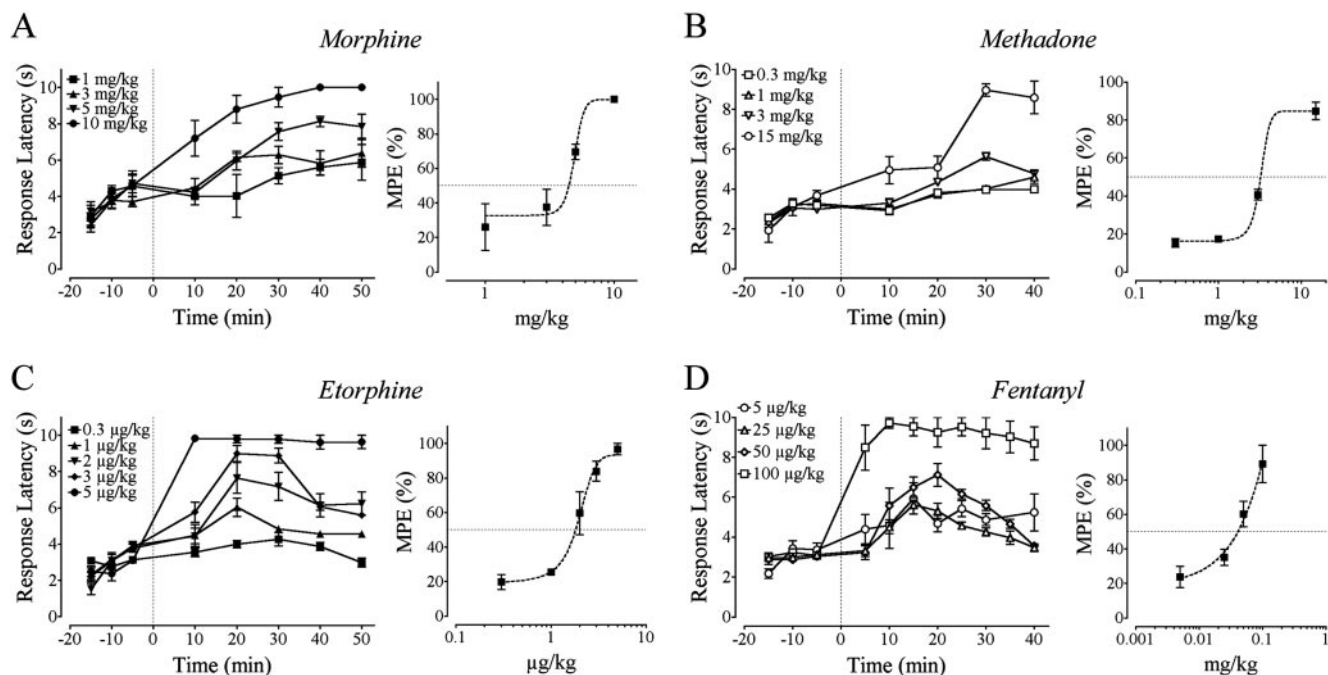 A
Morphine
Response Latency (s)
10
8
6
4
2
0
1 mg/kg
3 mg/kg
5 mg/kg
10 mg/kg
-20 -10 0 10 20 30 40 50
Time (min)
MPE (%)
100
80
60
40
20
0
1 10
mg/kg
B
Methadone
Response Latency (s)
10
8
6
4
2
0
0.3 mg/kg
1 mg/kg
3 mg/kg
15 mg/kg
-20 -10 0 10 20 30 40
Time (min)
MPE (%)
100
80
60
40
20
0
0.1 1 10
mg/kg
C
Etorphine
Response Latency (s)
10
8
6
4
2
0
0.3 µg/kg
1 µg/kg
2 µg/kg
3 µg/kg
5 µg/kg
-20 -10 0 10 20 30 40 50
Time (min)
MPE (%)
100
80
60
40
20
0
0.1 1 10
µg/kg
D
Fentanyl
Response Latency (s)
10
8
6
4
2
0
5 µg/kg
25 µg/kg
50 µg/kg
100 µg/kg
-20 -10 0 10 20 30 40
Time (min)
MPE (%)
100
80
60
40
20
0
0.001 0.01 0.1 1
mg/kg